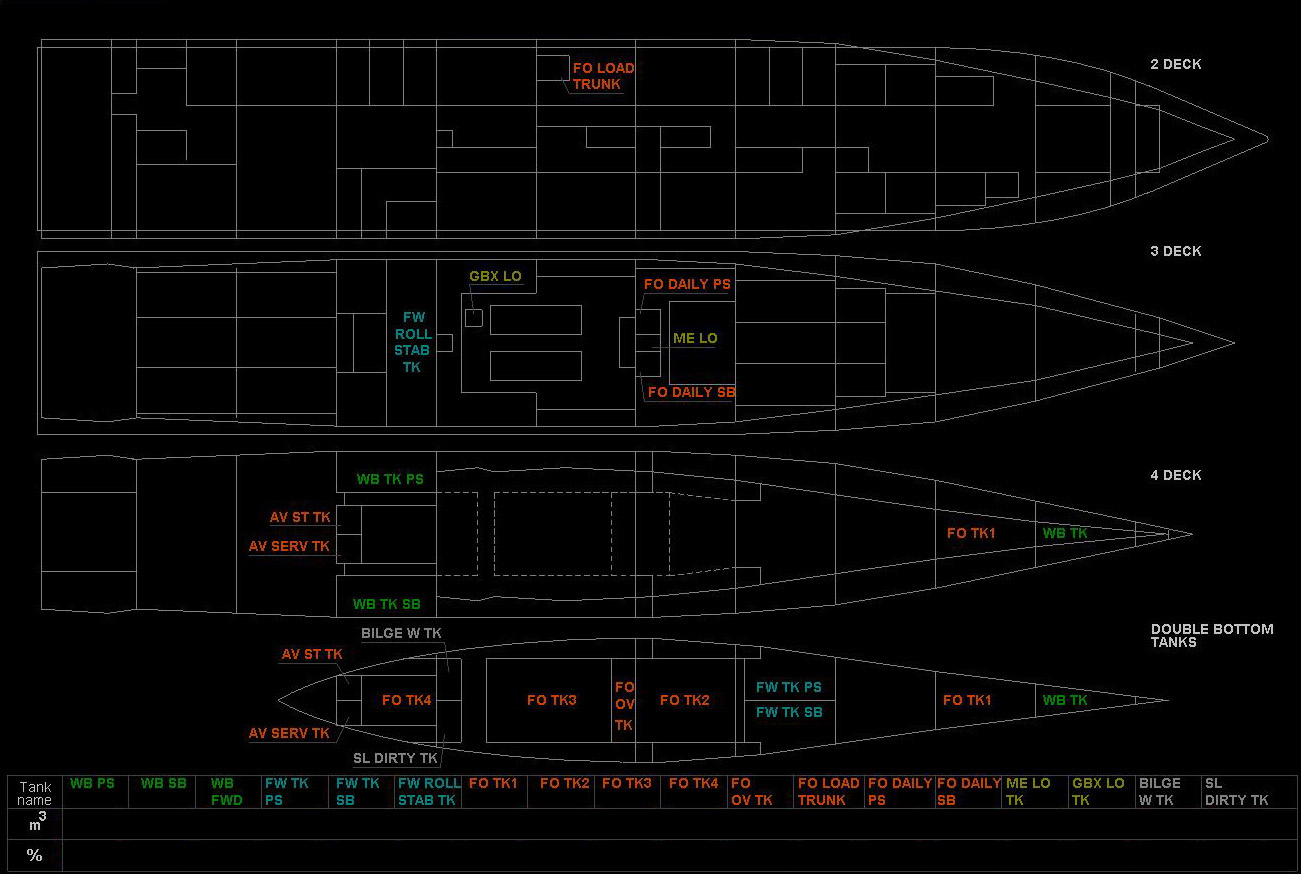 2 DECK
FO LOAD
TRUNK
3 DECK
GBX LO
FO DAILY PS
FW
ROLL
STAB
TK
ME LO
FO DAILY SB
4 DECK
WB TK PS
AV ST TK
AV SERV TK
FO TK1
WB TK
WB TK SB
DOUBLE BOTTOM
TANKS
BILGE W TK
AV ST TK
FO TK4
FO TK3
FO
OV
TK
FO TK2
FW TK PS
FW TK SB
FO TK1
WB TK
AV SERV TK
SL DIRTY TK
Tank
name
WB PS
WB SB
WB
FWD
FW TK
PS
FW TK
SB
FW ROLL
STAB TK
FO TK1
FO TK2
FO TK3
FO TK4
FO
OV TK
FO LOAD
TRUNK
FO DAILY
PS
FO DAILY
SB
ME LO
TK
GBX LO
TK
BILGE
W TK
SL
DIRTY TK
m3
%